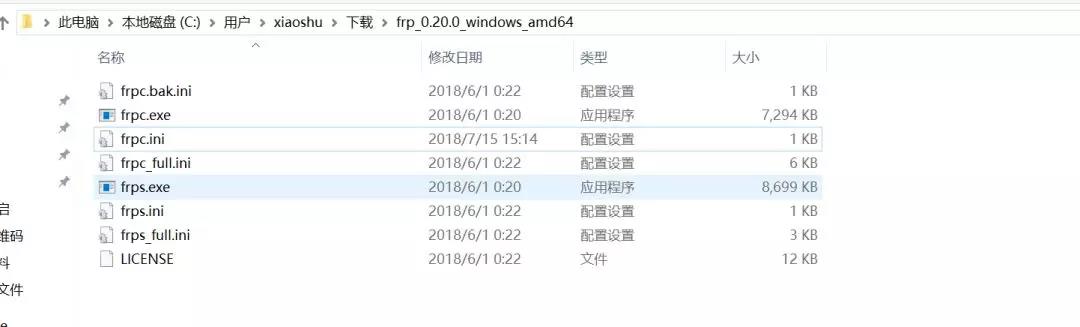 此电脑 > 本地磁盘 (C:) > 用户 > xiaoshu > 下载 > frp_0.20.0_windows_amd64
名称 修改日期 类型 大小
frpc.bak.ini 2018/6/1 0:22 配置设置 1 KB
frpc.exe 2018/6/1 0:20 应用程序 7,294 KB
frpc.ini 2018/7/15 15:14 配置设置 1 KB
frpc_full.ini 2018/6/1 0:22 配置设置 6 KB
frps.exe 2018/6/1 0:20 应用程序 8,699 KB
启 frps.ini 2018/6/1 0:22 配置设置 1 KB
维码 frps_full.ini 2018/6/1 0:22 配置设置 3 KB
料 LICENSE 2018/6/1 0:22 文件 12 KB
文件